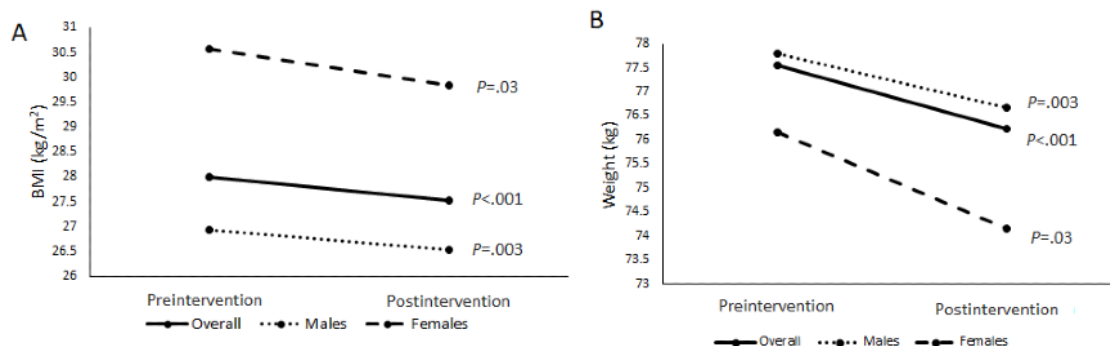 A
BMI (kg/m²)
31
30.5
30
29.5
29
28.5
28
27.5
27
26.5
26
P=.03
P<.001
P=.003
Preintervention Postintervention
Overall Males Females
B
Weight (kg)
78
77.5
77
76.5
76
75.5
75
74.5
74
73.5
73
P=.003
P<.001
P=.03
Preintervention Postintervention
Overall Males Females